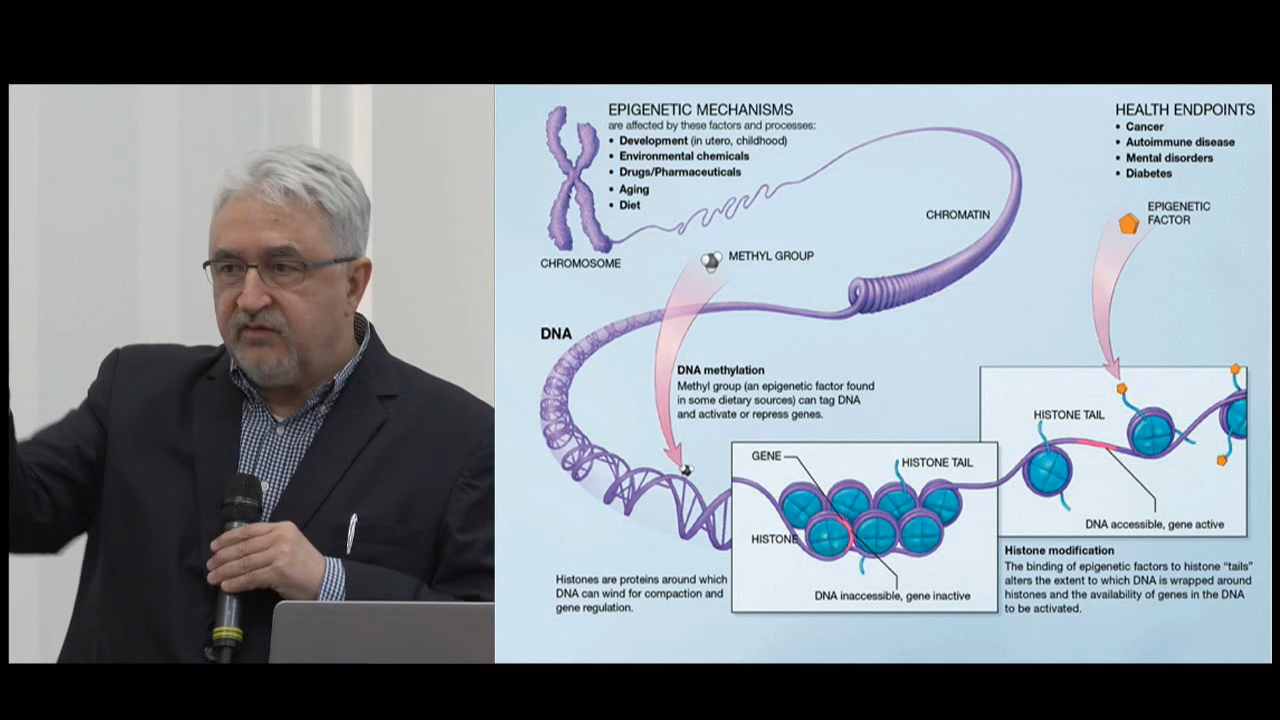 EPIGENETIC MECHANISMS
are affected by these factors and processes:
• Development (in utero, childhood)
• Environmental chemicals
• Drugs/Pharmaceuticals
• Aging
• Diet
HEALTH ENDPOINTS
• Cancer
• Autoimmune disease
• Mental disorders
• Diabetes
EPIGENETIC
FACTOR
CHROMATIN
CHROMOSOME
METHYL GROUP
DNA
DNA methylation
Methyl group (an epigenetic factor found
in some dietary sources) can tag DNA
and activate or repress genes.
HISTONE TAIL
GENE
HISTONE TAIL
HISTONE
DNA accessible, gene active
DNA inaccessible, gene inactive
Histones are proteins around which
DNA can wind for compaction and
gene regulation.
Histone modification
The binding of epigenetic factors to histone “tails”
alters the extent to which DNA is wrapped around
histones and the availability of genes in the DNA
to be activated.